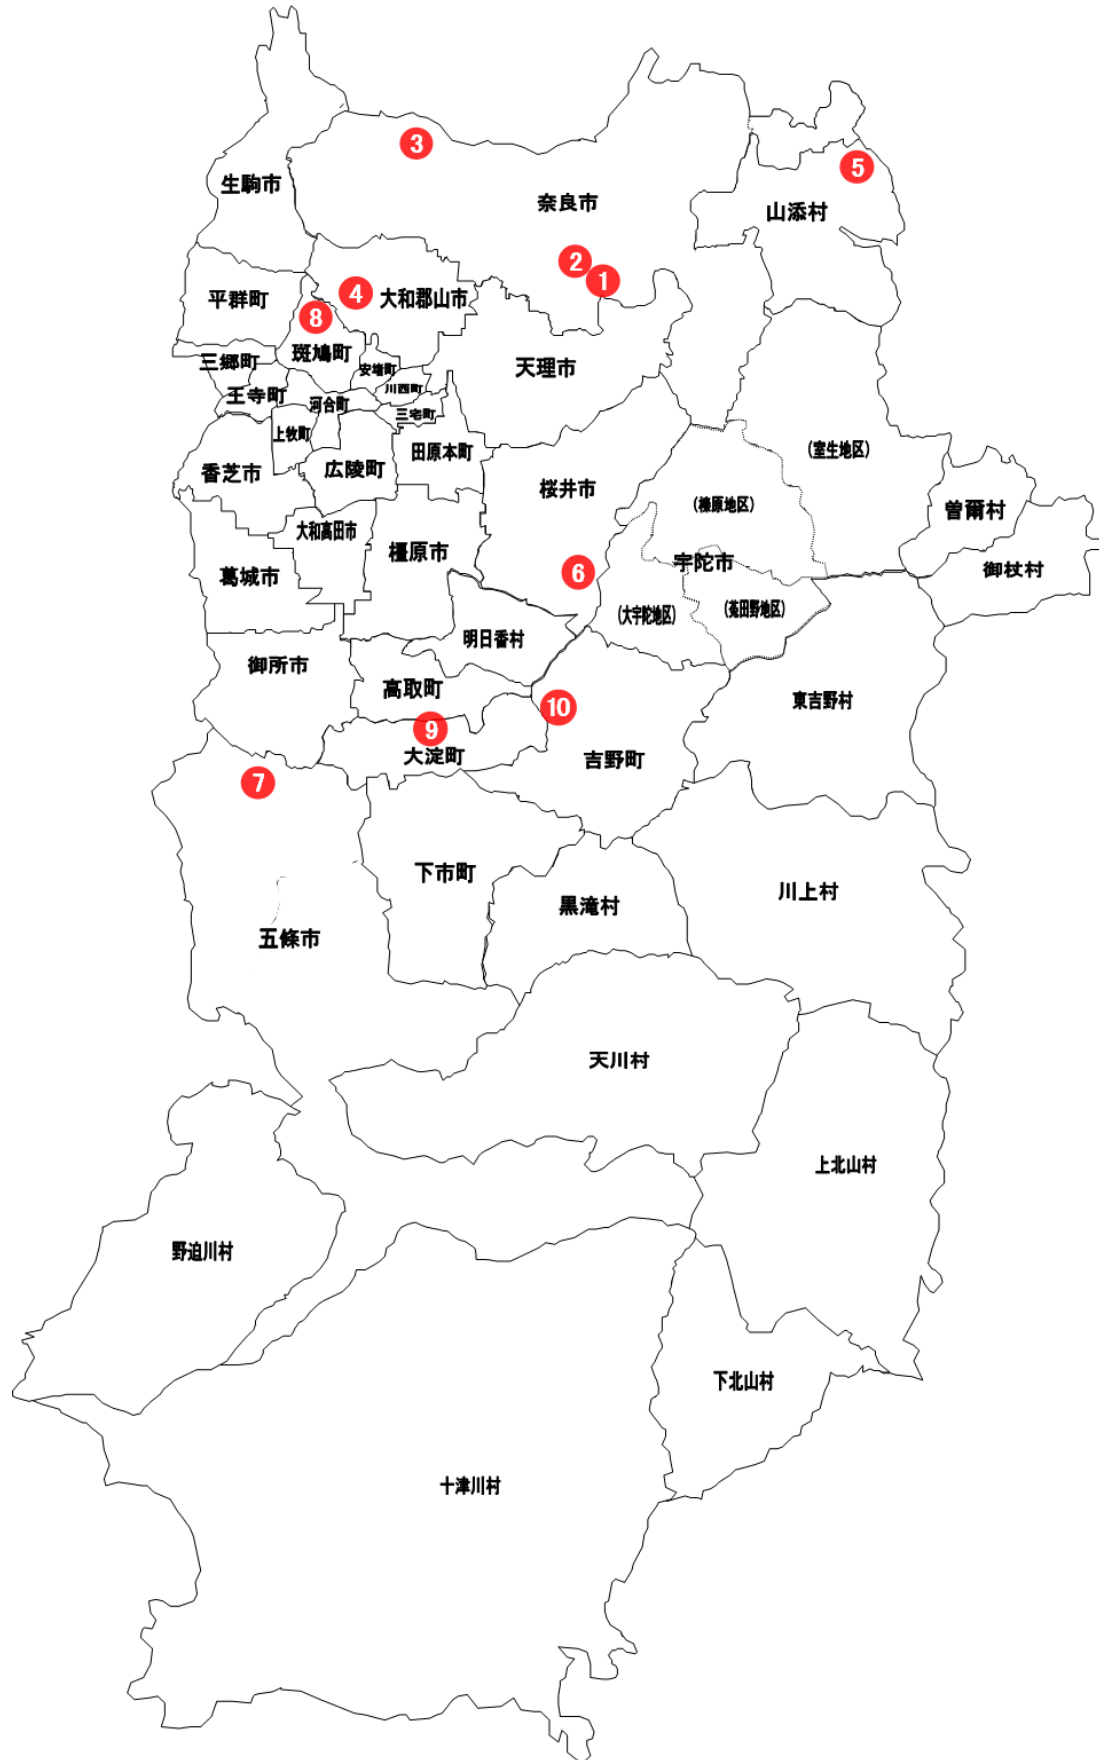 3
5
生駒市
奈良市
山添村
2
1
平群町
4
大和郡山市
8
斑鳩町
三郷町
安堵町
天理市
王寺町
川西町
河合町
三宅町
上牧町
田原本町
香芝市
広陵町
(室生地区)
桜井市
(榛原地区)
曽爾村
大和高田市
橿原市
葛城市
6
宇陀市
御杖村
(大宇陀地区)
(菟田野地区)
明日香村
御所市
高取町
東吉野村
10
9
大淀町
吉野町
7
下市町
川上村
黒滝村
五條市
天川村
上北山村
野迫川村
下北山村
十津川村